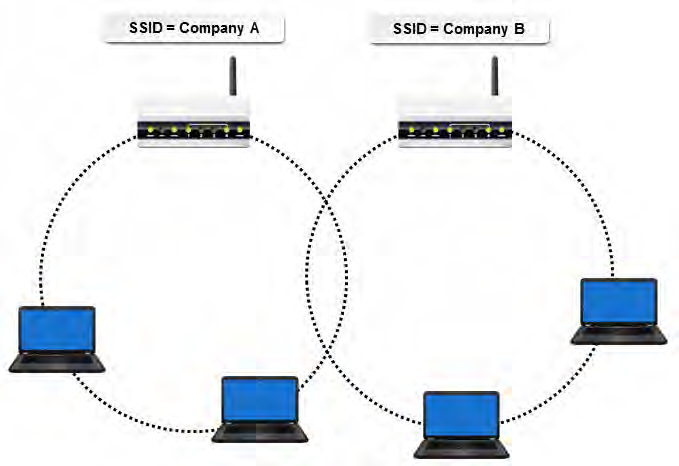 SSID = Company A
SSID = Company B